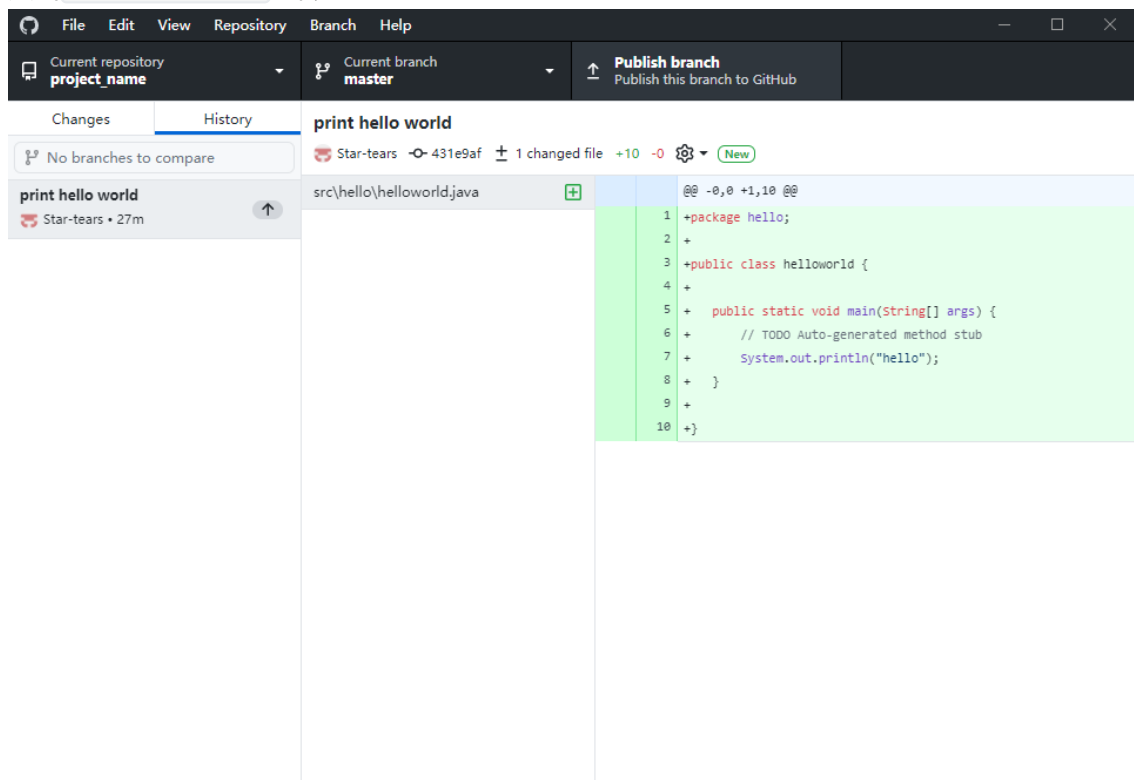 File Edit View Repository Branch Help
Current repository
project_name
Current branch
master
Publish branch
Publish this branch to GitHub
Changes History
No branches to compare
print hello world
Star-tears • 27m
print hello world
Star-tears 431e9af 1 changed file +10 -0 New
src\hello\helloworld.java
@@ -0,0 +1,10 @@
1 +package hello;
2 +
3 +public class helloworld {
4 +
5 + public static void main(String[] args) {
6 + // TODO Auto-generated method stub
7 + System.out.println("hello");
8 + }
9 +
10 +}